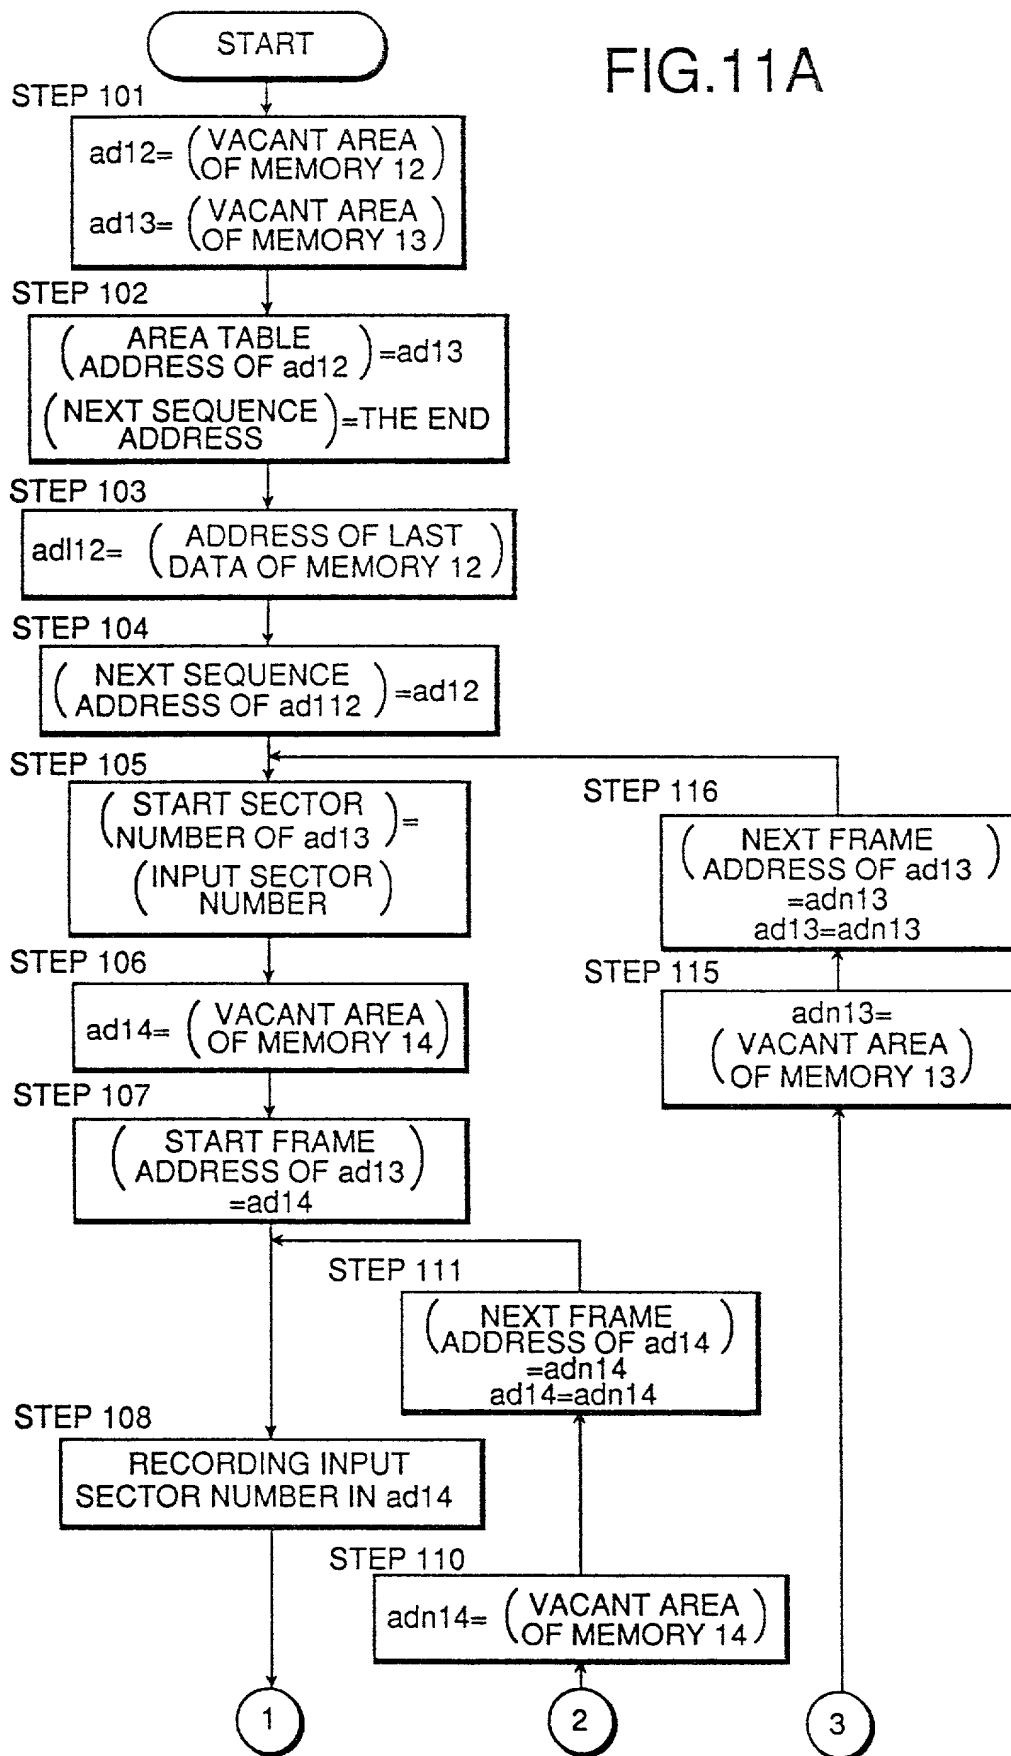 START
FIG.11A
STEP 101
ad12= (VACANT AREA
OF MEMORY 12)
ad13= (VACANT AREA
OF MEMORY 13)
STEP 102
(AREA TABLE
ADDRESS OF ad12)=ad13
(NEXT SEQUENCE
ADDRESS)=THE END
STEP 103
adl12= (ADDRESS OF LAST
DATA OF MEMORY 12)
STEP 104
(NEXT SEQUENCE
ADDRESS OF ad112)=ad12
STEP 105
(START SECTOR
NUMBER OF ad13)=
(INPUT SECTOR
NUMBER)
STEP 106
ad14= (VACANT AREA
OF MEMORY 14)
STEP 107
(START FRAME
ADDRESS OF ad13)
=ad14
STEP 108
RECORDING INPUT
SECTOR NUMBER IN ad14
1
STEP 111
(NEXT FRAME
ADDRESS OF ad14)
=adn14
ad14=adn14
STEP 110
adn14= (VACANT AREA
OF MEMORY 14)
2
STEP 116
(NEXT FRAME
ADDRESS OF ad13)
=adn13
ad13=adn13
STEP 115
adn13=
(VACANT AREA
OF MEMORY 13)
3